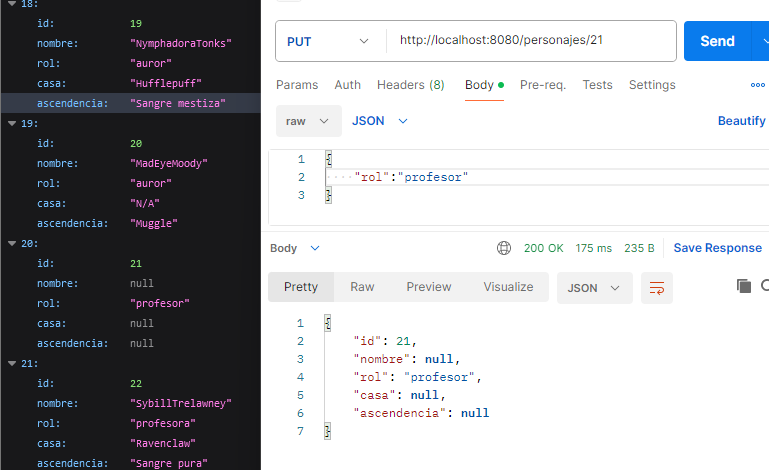 18:
id: 19
nombre: "NymphadoraTonks"
rol: "auror"
casa: "Hufflepuff"
ascendencia: "Sangre mestiza"
19:
id: 20
nombre: "MadEyeMoody"
rol: "auror"
casa: "N/A"
ascendencia: "Muggle"
20:
id: 21
nombre: null
rol: "profesor"
casa: null
ascendencia: null
21:
id: 22
nombre: "SybillTrelawney"
rol: "profesora"
casa: "Ravenclaw"
ascendencia: "Sangre pura"
PUT http://localhost:8080/personajes/21 Send
Params Auth Headers (8) Body Pre-req. Tests Settings
raw JSON Beautify
1 {
2 "rol":"profesor"
3 }
Body 200 OK 175 ms 235 B Save Response
Pretty Raw Preview Visualize JSON
1 {
2 "id": 21,
3 "nombre": null,
4 "rol": "profesor",
5 "casa": null,
6 "ascendencia": null
7 }